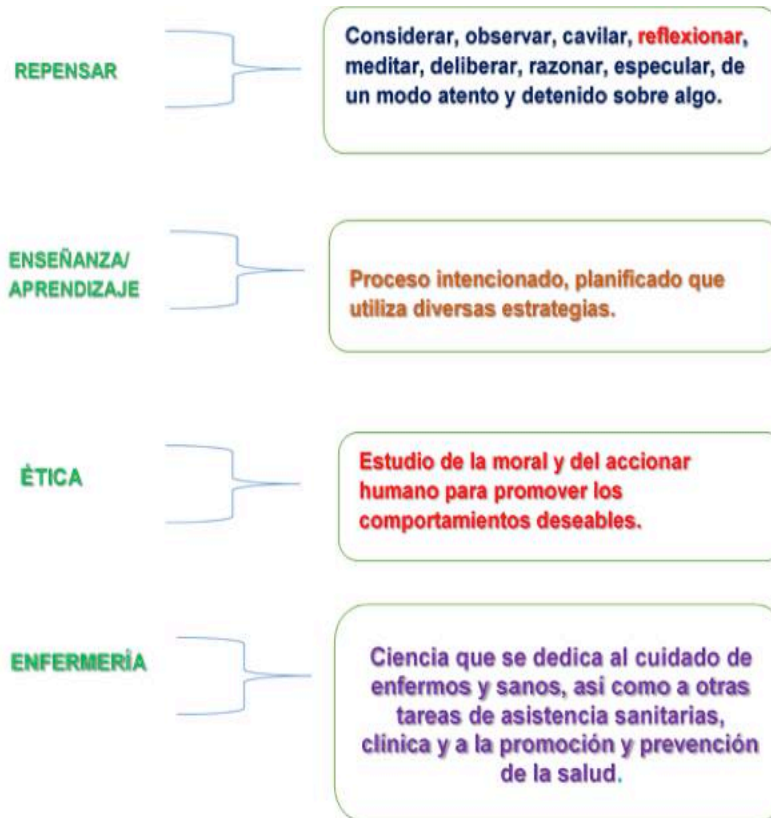 REPENSAR
Considerar, observar, cavilar, reflexionar,
meditar, deliberar, razonar, especular, de
un modo atento y detenido sobre algo.
ENSEÑANZA/
APRENDIZAJE
Proceso intencionado, planificado que
utiliza diversas estrategias.
ÉTICA
Estudio de la moral y del accionar
humano para promover los
comportamientos deseables.
ENFERMERÍA
Ciencia que se dedica al cuidado de
enfermos y sanos, así como a otras
tareas de asistencia sanitarias,
clínica y a la promoción y prevención
de la salud.